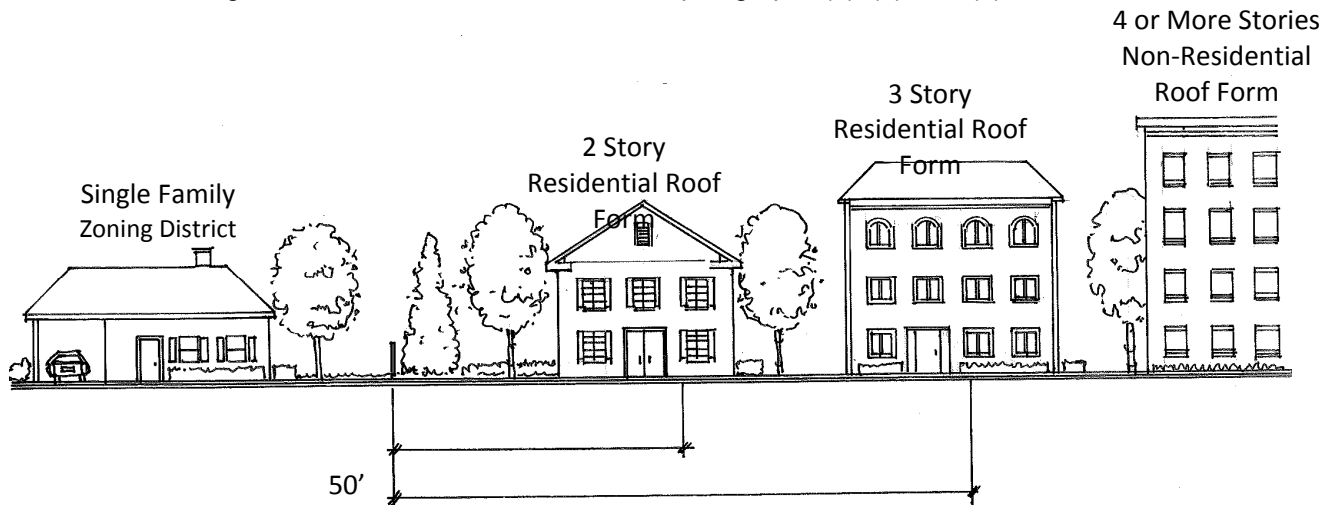 4 or More Stories
Non-Residential
Roof Form
3 Story
Residential Roof
Form
2 Story
Residential Roof
Form
Single Family
Zoning District
50’